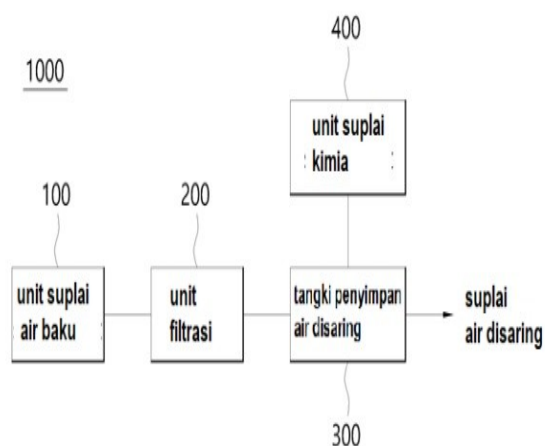 400
1000
unit suplai
: kimia :
100
200
unit suplai
: air baku :
unit
filtrasi
tangki penyimpan
air disaring
suplai
air disaring
300